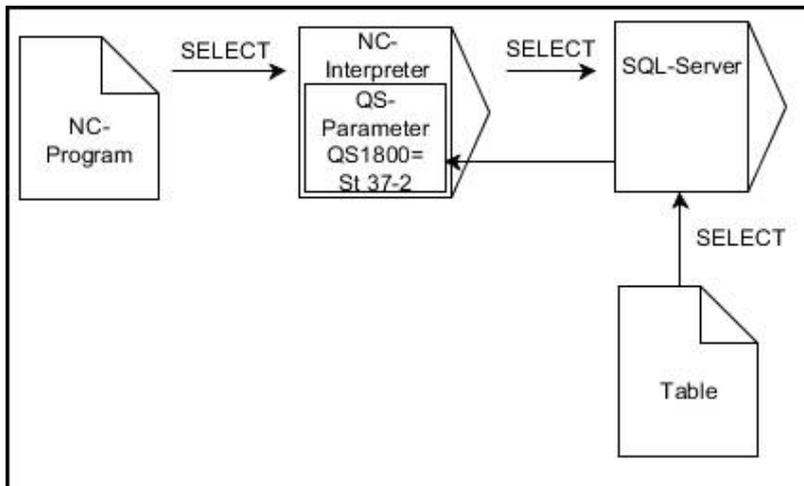 NC-
Program
SELECT
NC-
Interpreter
QS-
Parameter
QS1800=
St 37-2
SELECT
SQL-Server
SELECT
Table